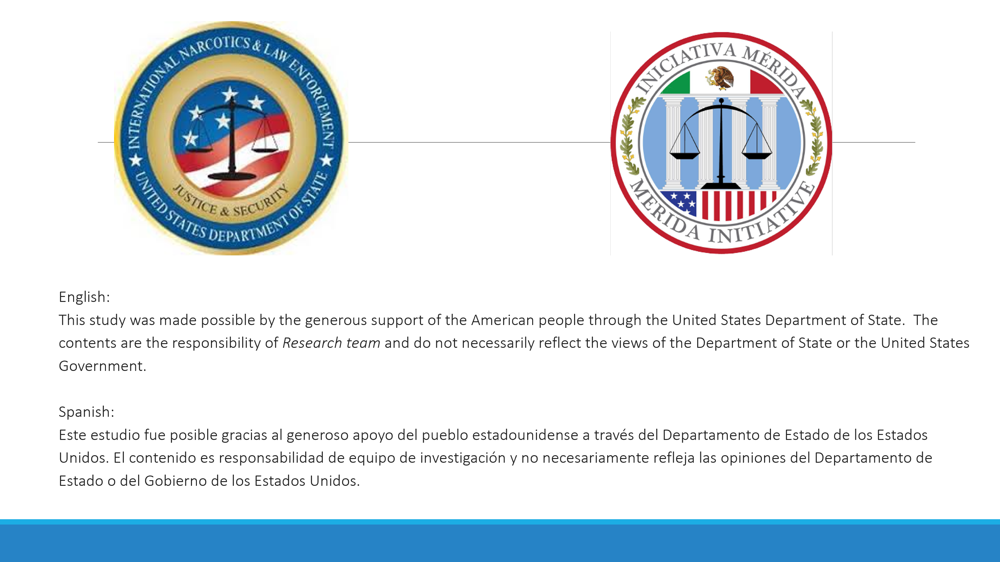 INTERNATIONAL NARCOTICS & LAW ENFORCEMENT
UNITED STATES DEPARTMENT OF STATE
JUSTICE & SECURITY
INICIATIVA MÉRIDA
MERIDA INITIATIVE
English:
This study was made possible by the generous support of the American people through the United States Department of State.  The
contents are the responsibility of Research team and do not necessarily reflect the views of the Department of State or the United States
Government.
Spanish:
Este estudio fue posible gracias al generoso apoyo del pueblo estadounidense a través del Departamento de Estado de los Estados
Unidos. El contenido es responsabilidad de equipo de investigación y no necesariamente refleja las opiniones del Departamento de
Estado o del Gobierno de los Estados Unidos.